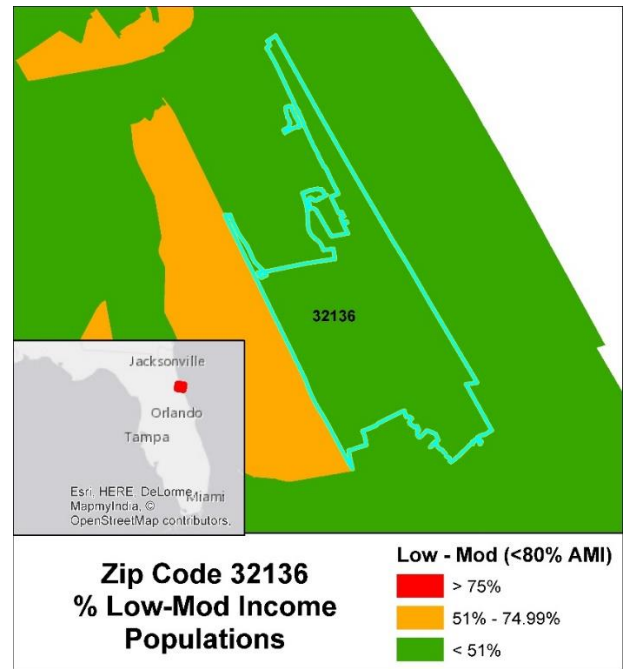 32136
Jacksonville
Orlando
Tampa
Miami
Esri, HERE, DeLorme,
MapmyIndia, ©
OpenStreetMap contributors.
Zip Code 32136
% Low-Mod Income
Populations
Low - Mod (<80% AMI)
> 75%
51% - 74.99%
< 51%